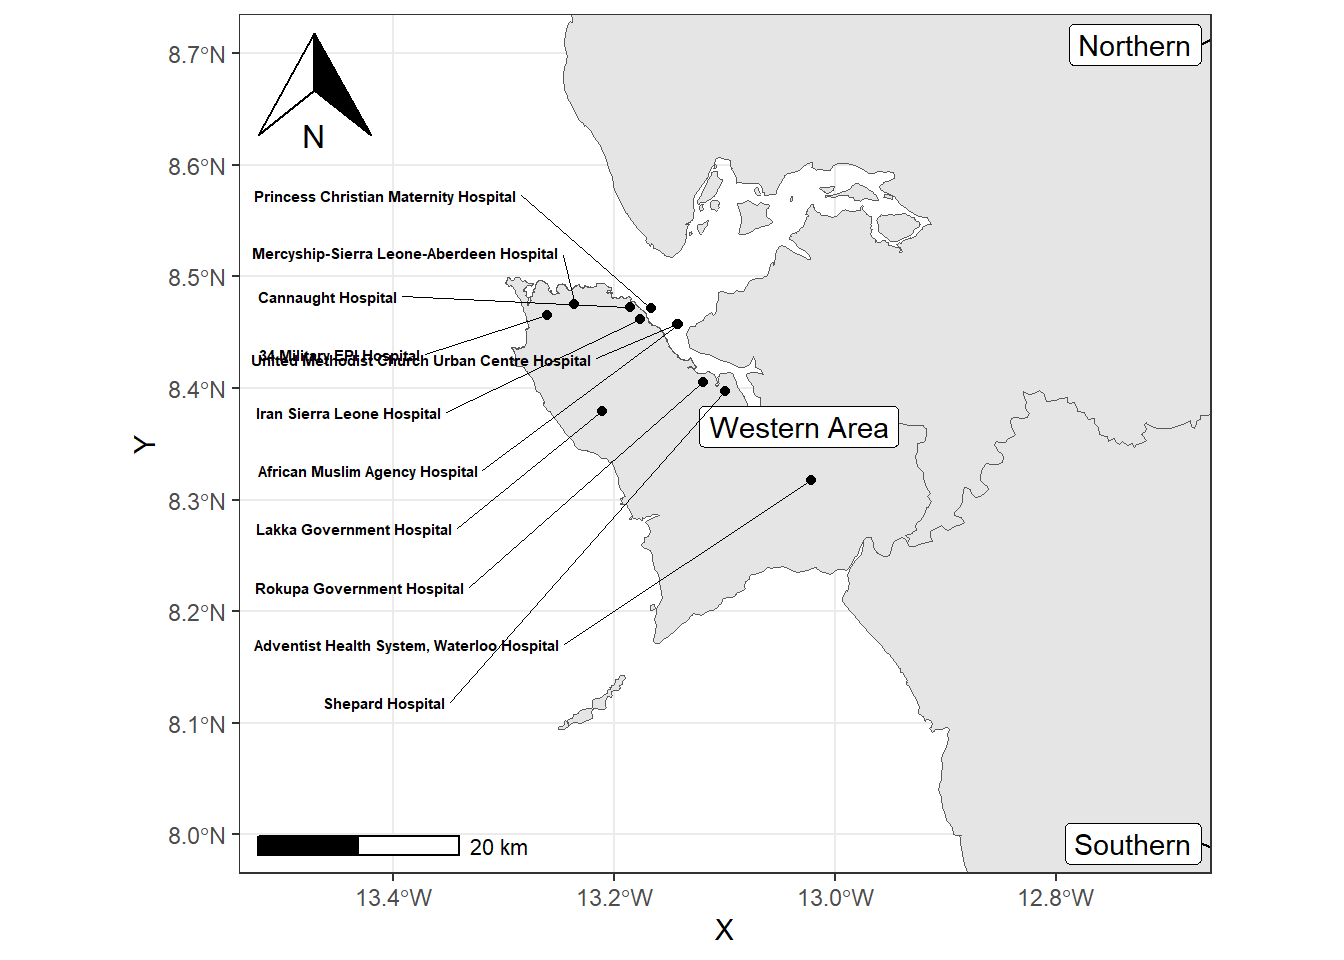 8.7°N
Northern
N
8.6°N
Princess Christian Maternity Hospital
Mercyship-Sierra Leone-Aberdeen Hospital
8.5°N
Cannaught Hospital
34 Military EPI Hospital
United Methodist Church Urban Centre Hospital
8.4°N
Iran Sierra Leone Hospital
Western Area
Y
African Muslim Agency Hospital
8.3°N
Lakka Government Hospital
Rokupa Government Hospital
8.2°N
Adventist Health System, Waterloo Hospital
Shepard Hospital
8.1°N
8.0°N
20 km
Southern
13.4°W
13.2°W
13.0°W
12.8°W
X